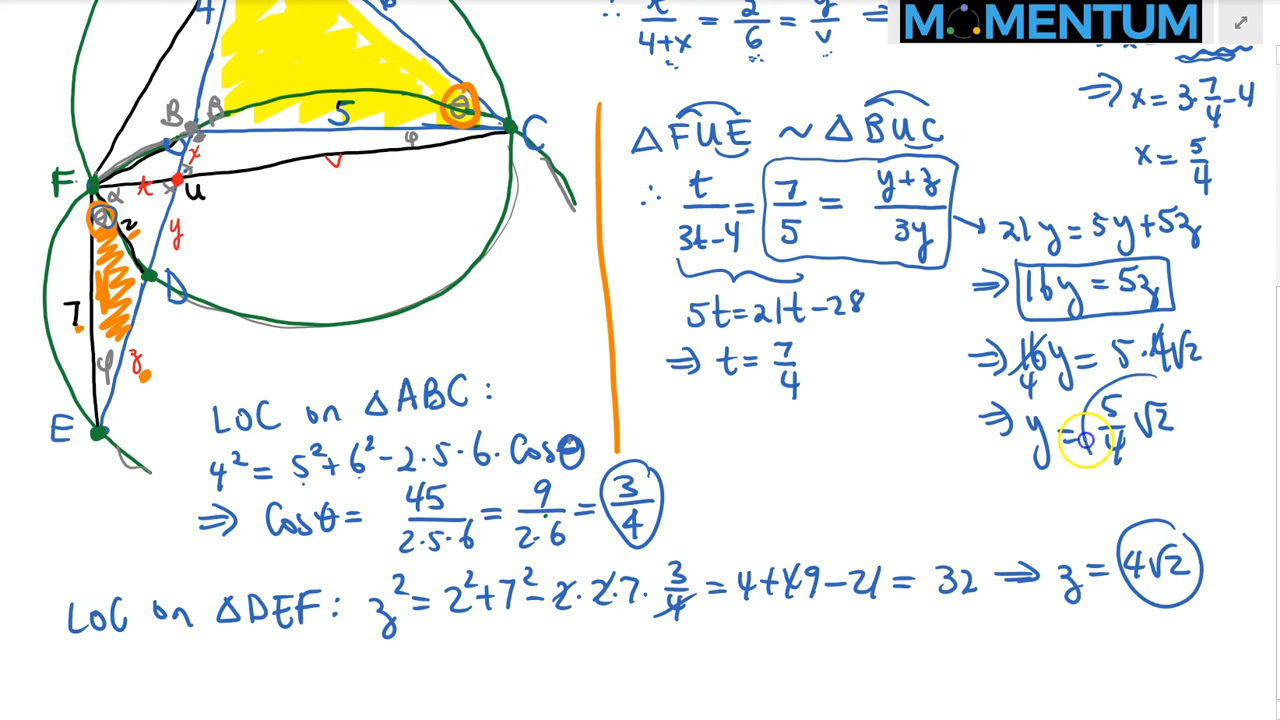 MOMENTUM
∴ t/(4+x) = 2/6 = y/v ⇒
⇒ x = 3·7/4 − 4
x = 5/4
4
B
B
θ
5
C
φ
x
F
t
v
u
α
θ
2
y
D
7
φ
z
E
△FUE ~ △BUC
∴ t/(3t−4) = 7/5 = (y+z)/3y
5t = 21t − 28
⇒ t = 7/4
21y = 5y + 5z
⇒ 16y = 5z
⇒ 16y = 5·4√2
4
⇒ y = 5/4 √2
LOC on △ABC:
4² = 5² + 6² − 2·5·6·Cosθ
⇒ Cosθ = 45/(2·5·6) = 9/(2·6) = 3/4
LOC on △DEF: z² = 2² + 7² − 2·2·7·3/4 = 4 + 49 − 21 = 32 ⇒ z = 4√2